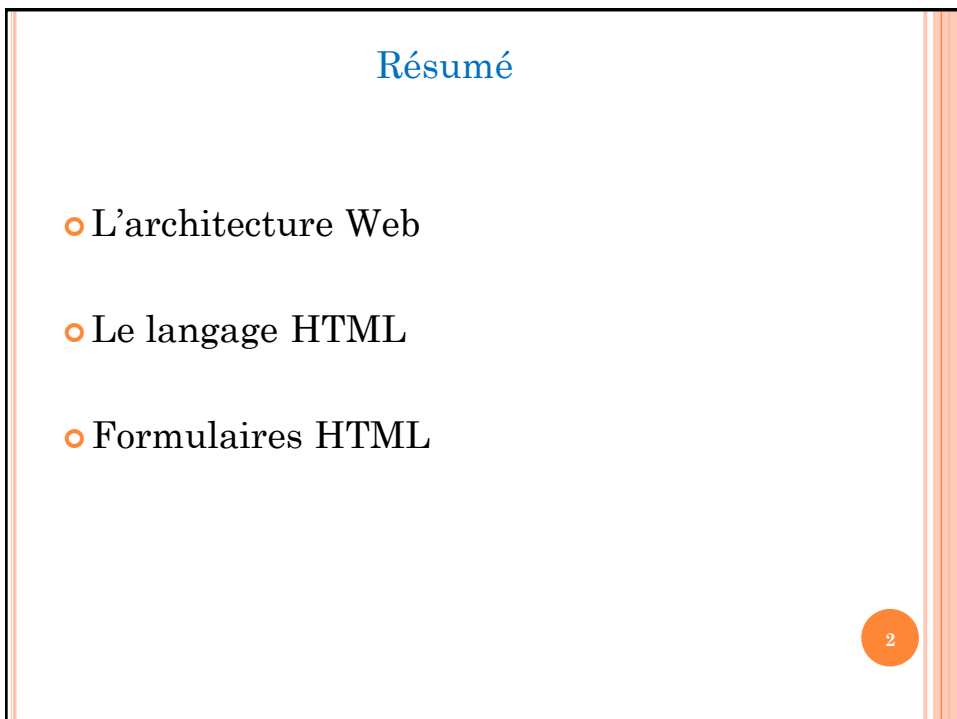 Résumé
L’architecture Web
Le langage HTML
Formulaires HTML
2